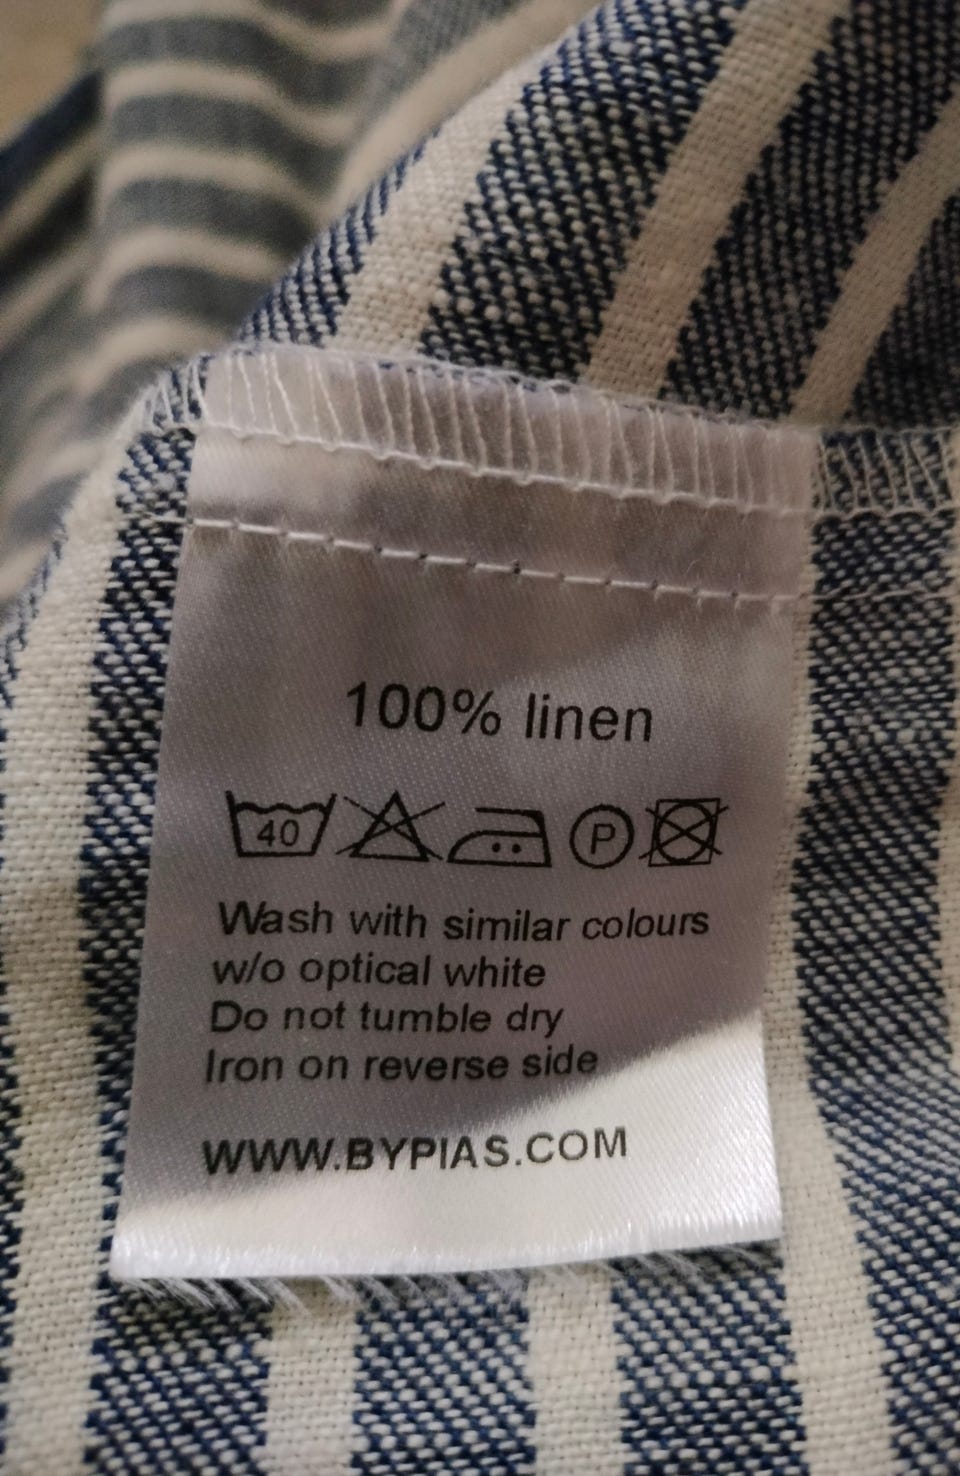 100% linen
40 P
Wash with similar colours
w/o optical white
Do not tumble dry
Iron on reverse side
WWW.BYPIAS.COM